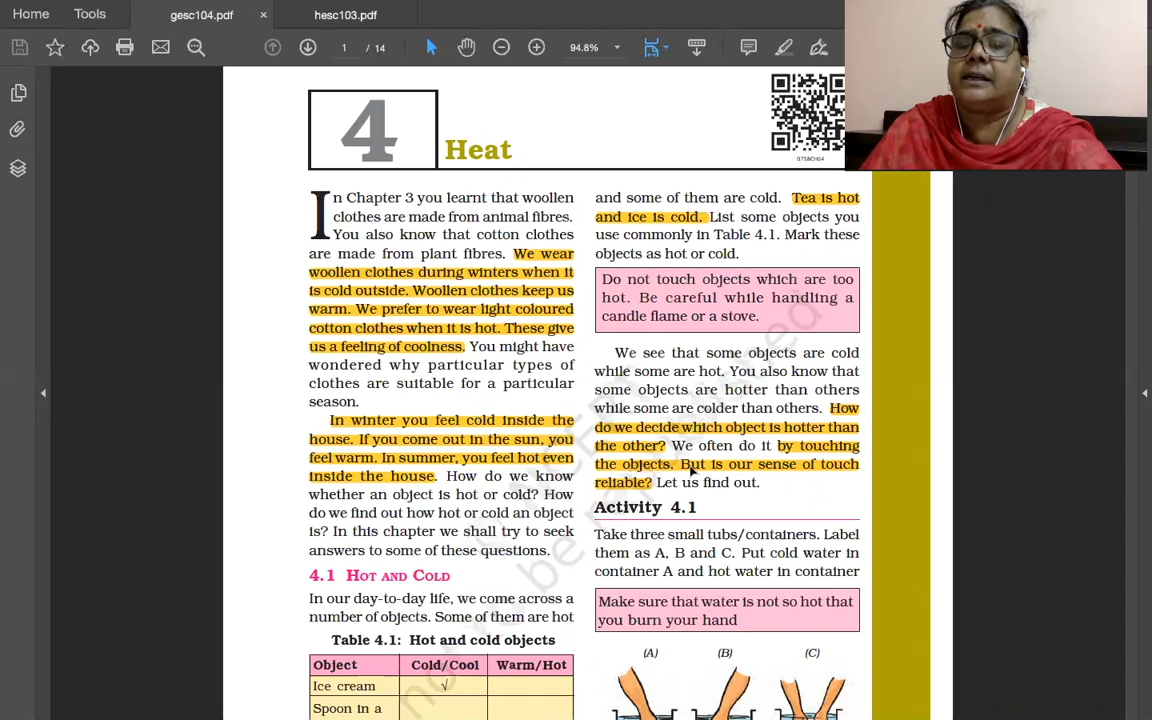 Home
Tools
gesc104.pdf
×
hesc103.pdf
1 / 14
94.8%
4
Heat
0758CH04
In Chapter 3 you learnt that woollen
clothes are made from animal fibres.
You also know that cotton clothes
are made from plant fibres. We wear
woollen clothes during winters when it
is cold outside. Woollen clothes keep us
warm. We prefer to wear light coloured
cotton clothes when it is hot. These give
us a feeling of coolness. You might have
wondered why particular types of
clothes are suitable for a particular
season.
In winter you feel cold inside the
house. If you come out in the sun, you
feel warm. In summer, you feel hot even
inside the house. How do we know
whether an object is hot or cold? How
do we find out how hot or cold an object
is? In this chapter we shall try to seek
answers to some of these questions.
4.1 HOT AND COLD
In our day-to-day life, we come across a
number of objects. Some of them are hot
Table 4.1: Hot and cold objects
Object Cold/Cool Warm/Hot
Ice cream √
Spoon in a
and some of them are cold. Tea is hot
and ice is cold. List some objects you
use commonly in Table 4.1. Mark these
objects as hot or cold.
Do not touch objects which are too
hot. Be careful while handling a
candle flame or a stove.
We see that some objects are cold
while some are hot. You also know that
some objects are hotter than others
while some are colder than others. How
do we decide which object is hotter than
the other? We often do it by touching
the objects. But is our sense of touch
reliable? Let us find out.
Activity 4.1
Take three small tubs/containers. Label
them as A, B and C. Put cold water in
container A and hot water in container
Make sure that water is not so hot that
you burn your hand
(A) (B) (C)